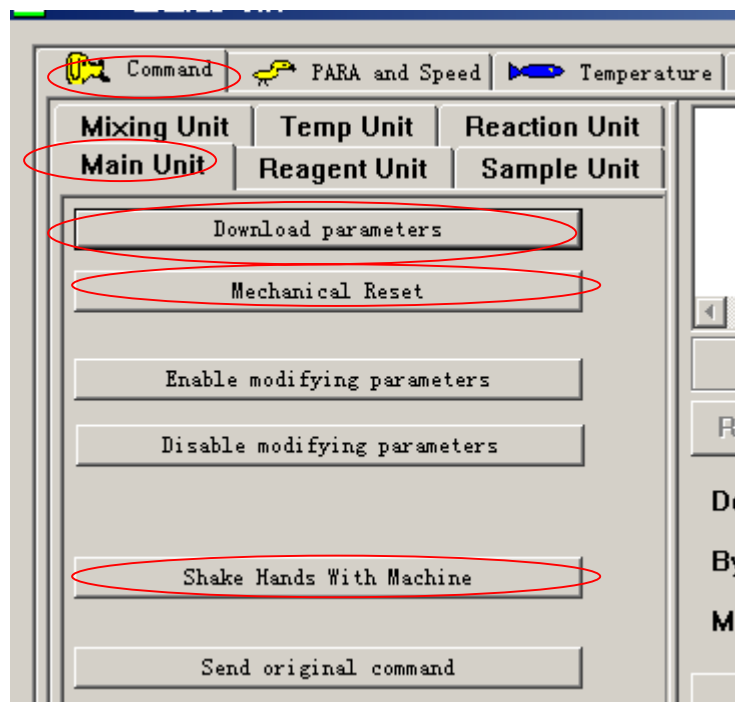 Command PARA and Speed Temperature
Mixing Unit Temp Unit Reaction Unit
Main Unit Reagent Unit Sample Unit
Download parameters
Mechanical Reset
Enable modifying parameters
Disable modifying parameters
Shake Hands With Machine
Send original command